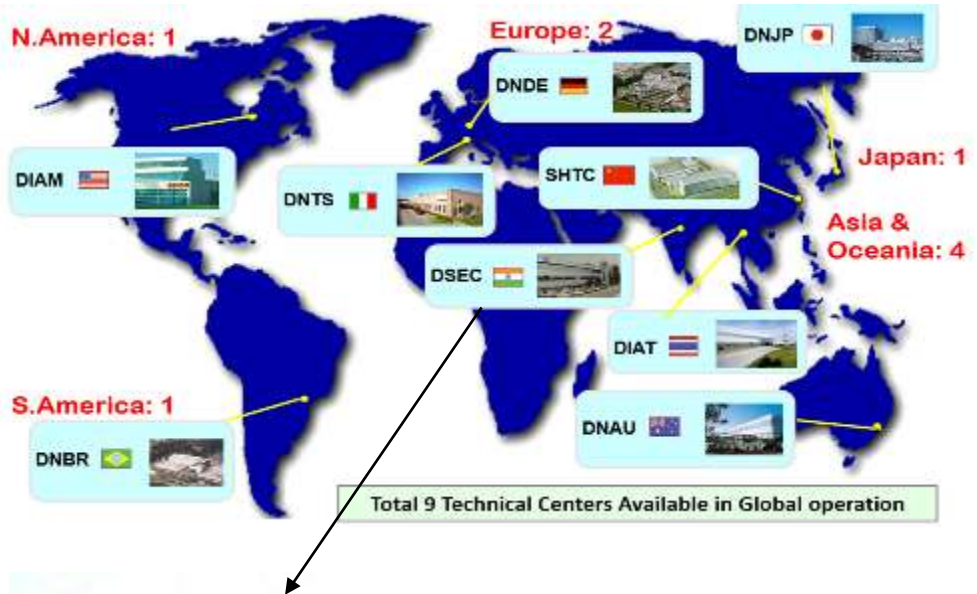 N.America: 1
Europe: 2
DNJP
DNDE
DIAM
DNTS
SHTC
Japan: 1
Asia &
Oceania: 4
DSEC
DIAT
S.America: 1
DNAU
DNBR
Total 9 Technical Centers Available in Global operation